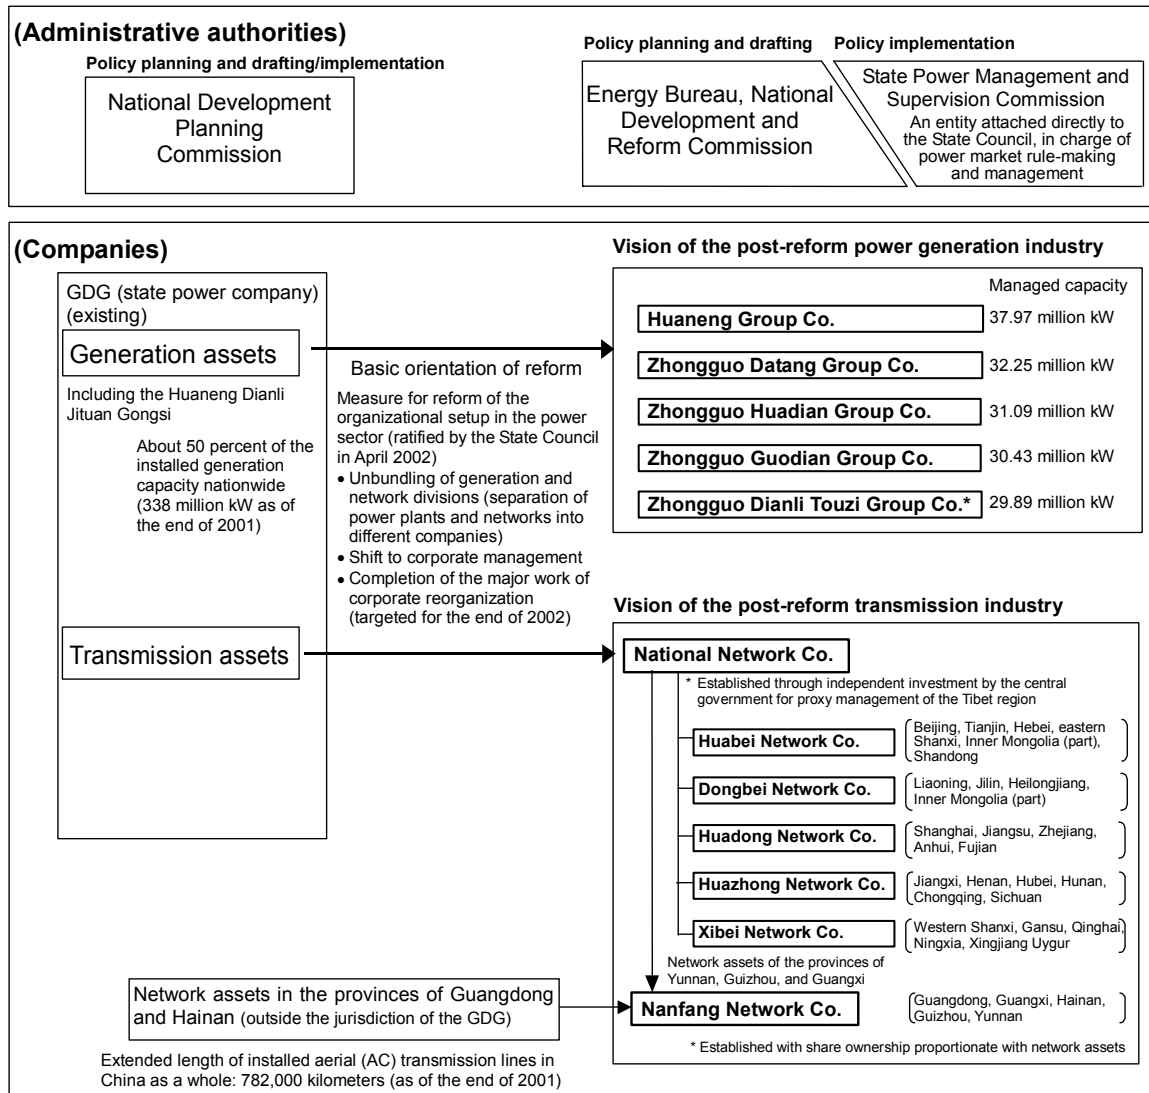 (Administrative authorities)
Policy planning and drafting/implementation
National Development
Planning
Commission
Policy planning and drafting
Energy Bureau, National
Development and
Reform Commission
Policy implementation
State Power Management and
Supervision Commission
An entity attached directly to
the State Council, in charge of
power market rule-making
and management
(Companies)
GDG (state power company)
(existing)
Generation assets
Including the Huaneng Dianli
Jituan Gongsi
About 50 percent of the
installed generation
capacity nationwide
(338 million kW as of
the end of 2001)
Transmission assets
Basic orientation of reform
Measure for reform of the
organizational setup in the power
sector (ratified by the State Council
in April 2002)
• Unbundling of generation and
network divisions (separation of
power plants and networks into
different companies)
• Shift to corporate management
• Completion of the major work of
corporate reorganization
(targeted for the end of 2002)
Vision of the post-reform power generation industry
Managed capacity
Huaneng Group Co. 37.97 million kW
Zhongguo Datang Group Co. 32.25 million kW
Zhongguo Huadian Group Co. 31.09 million kW
Zhongguo Guodian Group Co. 30.43 million kW
Zhongguo Dianli Touzi Group Co.* 29.89 million kW
Vision of the post-reform transmission industry
National Network Co.
* Established through independent investment by the central
government for proxy management of the Tibet region
Huabei Network Co.
Beijing, Tianjin, Hebei, eastern
Shanxi, Inner Mongolia (part),
Shandong
Dongbei Network Co.
Liaoning, Jilin, Heilongjiang,
Inner Mongolia (part)
Huadong Network Co.
Shanghai, Jiangsu, Zhejiang,
Anhui, Fujian
Huazhong Network Co.
Jiangxi, Henan, Hubei, Hunan,
Chongqing, Sichuan
Xibei Network Co.
Western Shanxi, Gansu, Qinghai,
Ningxia, Xingjiang Uygur
Network assets of the provinces of
Yunnan, Guizhou, and Guangxi
Nanfang Network Co.
Guangdong, Guangxi, Hainan,
Guizhou, Yunnan
* Established with share ownership proportionate with network assets
Network assets in the provinces of Guangdong
and Hainan (outside the jurisdiction of the GDG)
Extended length of installed aerial (AC) transmission lines in
China as a whole: 782,000 kilometers (as of the end of 2001)